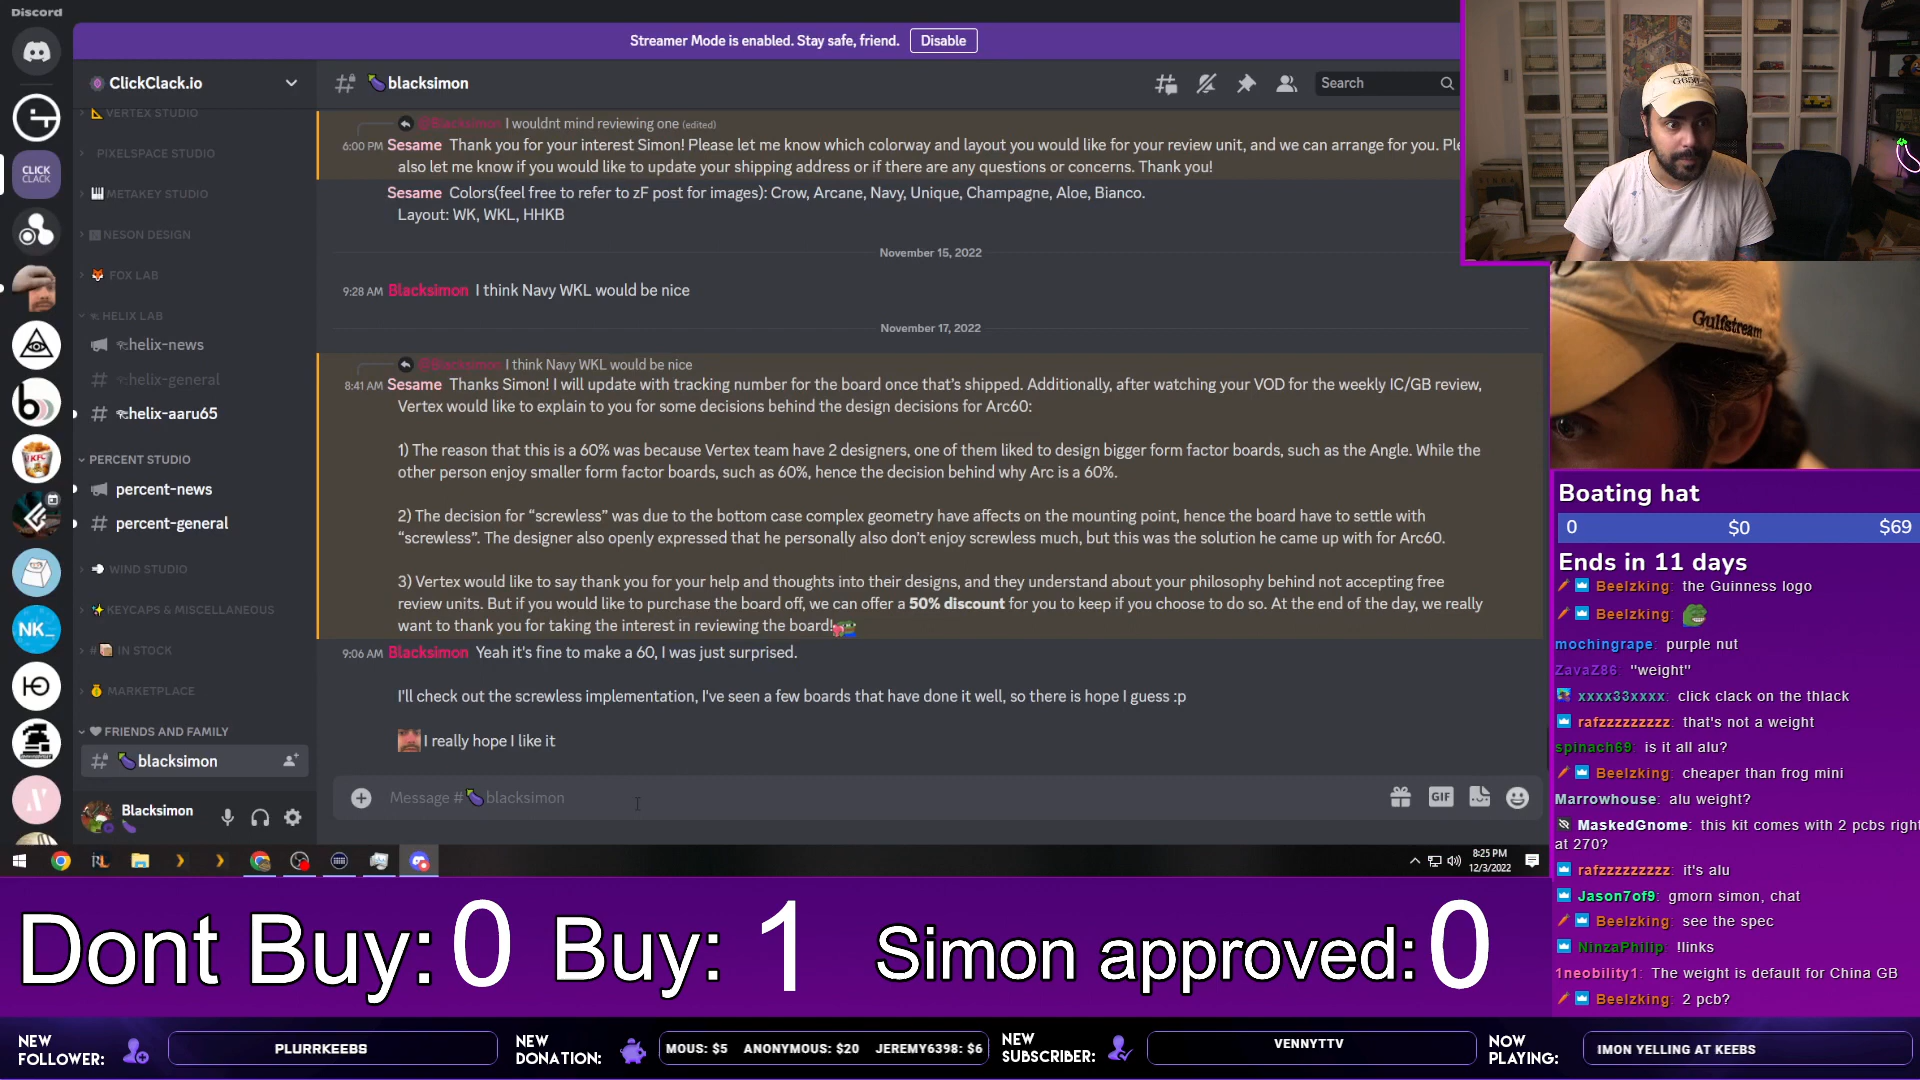 Discord
Streamer Mode is enabled. Stay safe, friend. Disable
CLICK CLACK
KFC
NK_
ClickClack.io
VERTEX STUDIO
PIXELSPACE STUDIO
METAKEY STUDIO
NESON DESIGN
FOX LAB
HELIX LAB
helix-news
helix-general
helix-aaru65
PERCENT STUDIO
percent-news
percent-general
WIND STUDIO
KEYCAPS & MISCELLANEOUS
IN STOCK
MARKETPLACE
FRIENDS AND FAMILY
blacksimon
Blacksimon
blacksimon
Search
@Blacksimon I wouldnt mind reviewing one (edited)
6:00 PM Sesame Thank you for your interest Simon! Please let me know which colorway and layout you would like for your review unit, and we can arrange for you. Ple
also let me know if you would like to update your shipping address or if there are any questions or concerns. Thank you!
Sesame Colors(feel free to refer to zF post for images): Crow, Arcane, Navy, Unique, Champagne, Aloe, Bianco.
Layout: WK, WKL, HHKB
November 15, 2022
9:28 AM Blacksimon I think Navy WKL would be nice
November 17, 2022
@Blacksimon I think Navy WKL would be nice
8:41 AM Sesame Thanks Simon! I will update with tracking number for the board once that's shipped. Additionally, after watching your VOD for the weekly IC/GB review,
Vertex would like to explain to you for some decisions behind the design decisions for Arc60:
1) The reason that this is a 60% was because Vertex team have 2 designers, one of them liked to design bigger form factor boards, such as the Angle. While the
other person enjoy smaller form factor boards, such as 60%, hence the decision behind why Arc is a 60%.
2) The decision for “screwless” was due to the bottom case complex geometry have affects on the mounting point, hence the board have to settle with
“screwless”. The designer also openly expressed that he personally also don't enjoy screwless much, but this was the solution he came up with for Arc60.
3) Vertex would like to say thank you for your help and thoughts into their designs, and they understand about your philosophy behind not accepting free
review units. But if you would like to purchase the board off, we can offer a 50% discount for you to keep if you choose to do so. At the end of the day, we really
want to thank you for taking the interest in reviewing the board!
9:06 AM Blacksimon Yeah it's fine to make a 60, I was just surprised.
I'll check out the screwless implementation, I've seen a few boards that have done it well, so there is hope I guess :p
I really hope I like it
Message # blacksimon
GIF
8:25 PM
12/3/2022
Gulfstream
Boating hat
0 $0 $69
Ends in 11 days
Beelzking: the Guinness logo
Beelzking:
mochingrape: purple nut
ZavaZ86: "weight"
xxxx33xxxx: click clack on the thlack
rafzzzzzzzzz: that's not a weight
spinach69: is it all alu?
Beelzking: cheaper than frog mini
Marrowhouse: alu weight?
MaskedGnome: this kit comes with 2 pcbs right
at 270?
rafzzzzzzzzz: it's alu
Jason7of9: gmorn simon, chat
Beelzking: see the spec
NinzaPhilip: !links
1neobility1: The weight is default for China GB
Beelzking: 2 pcb?
Dont Buy: 0 Buy: 1 Simon approved: 0
NEW FOLLOWER: PLURRKEEBS
NEW DONATION: MOUS: $5 ANONYMOUS: $20 JEREMY6398: $6
NEW SUBSCRIBER: VENNYTTV
NOW PLAYING: IMON YELLING AT KEEBS